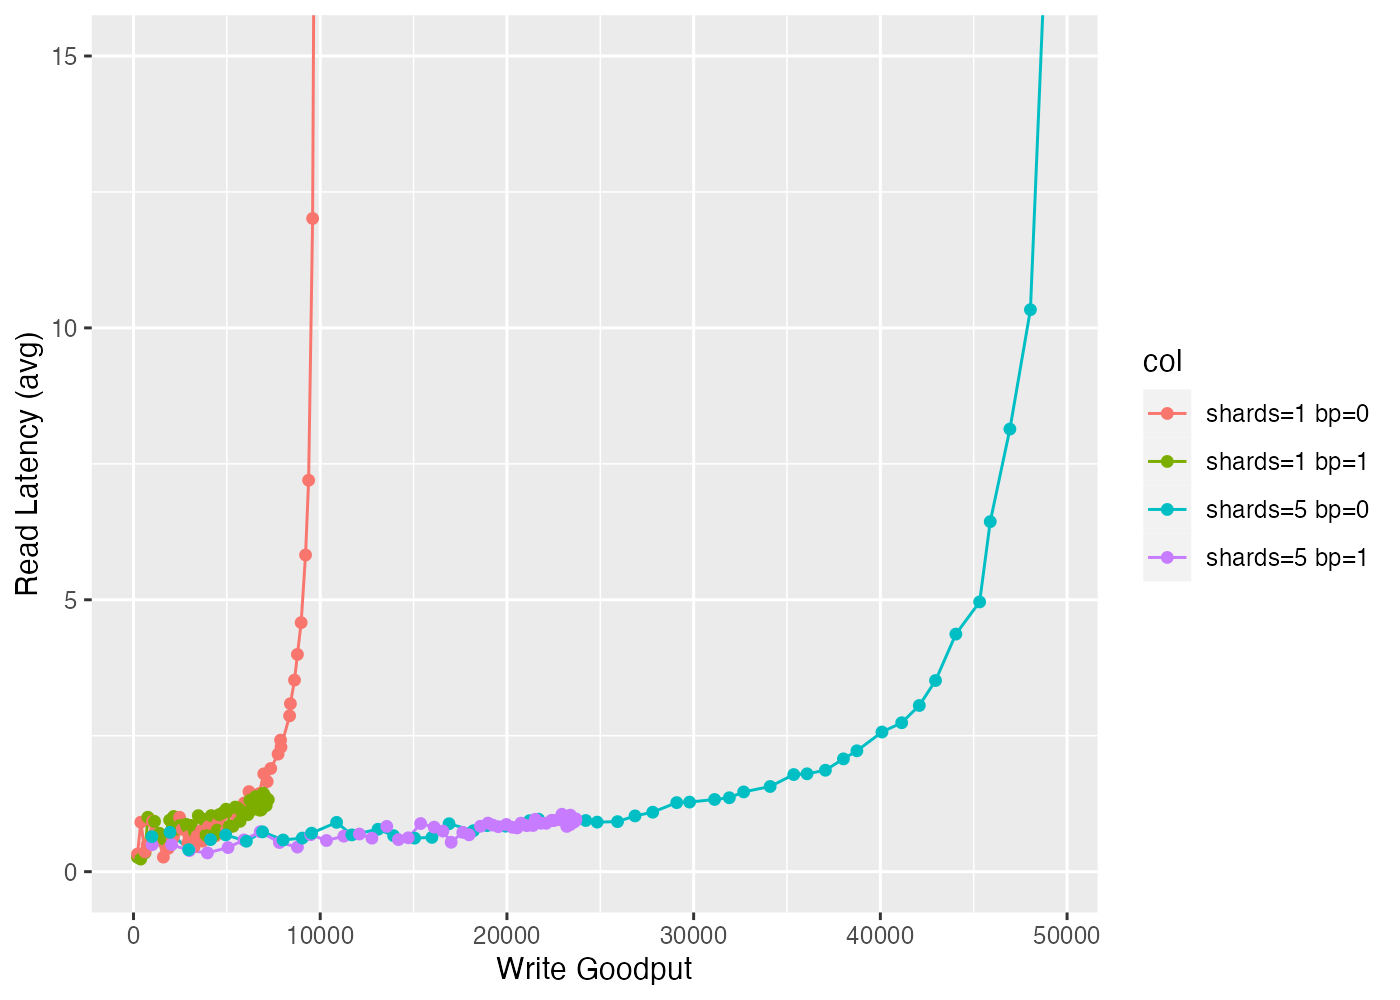 15
10
5
0
Read Latency (avg)
0 10000 20000 30000 40000 50000
Write Goodput
col
shards=1 bp=0
shards=1 bp=1
shards=5 bp=0
shards=5 bp=1